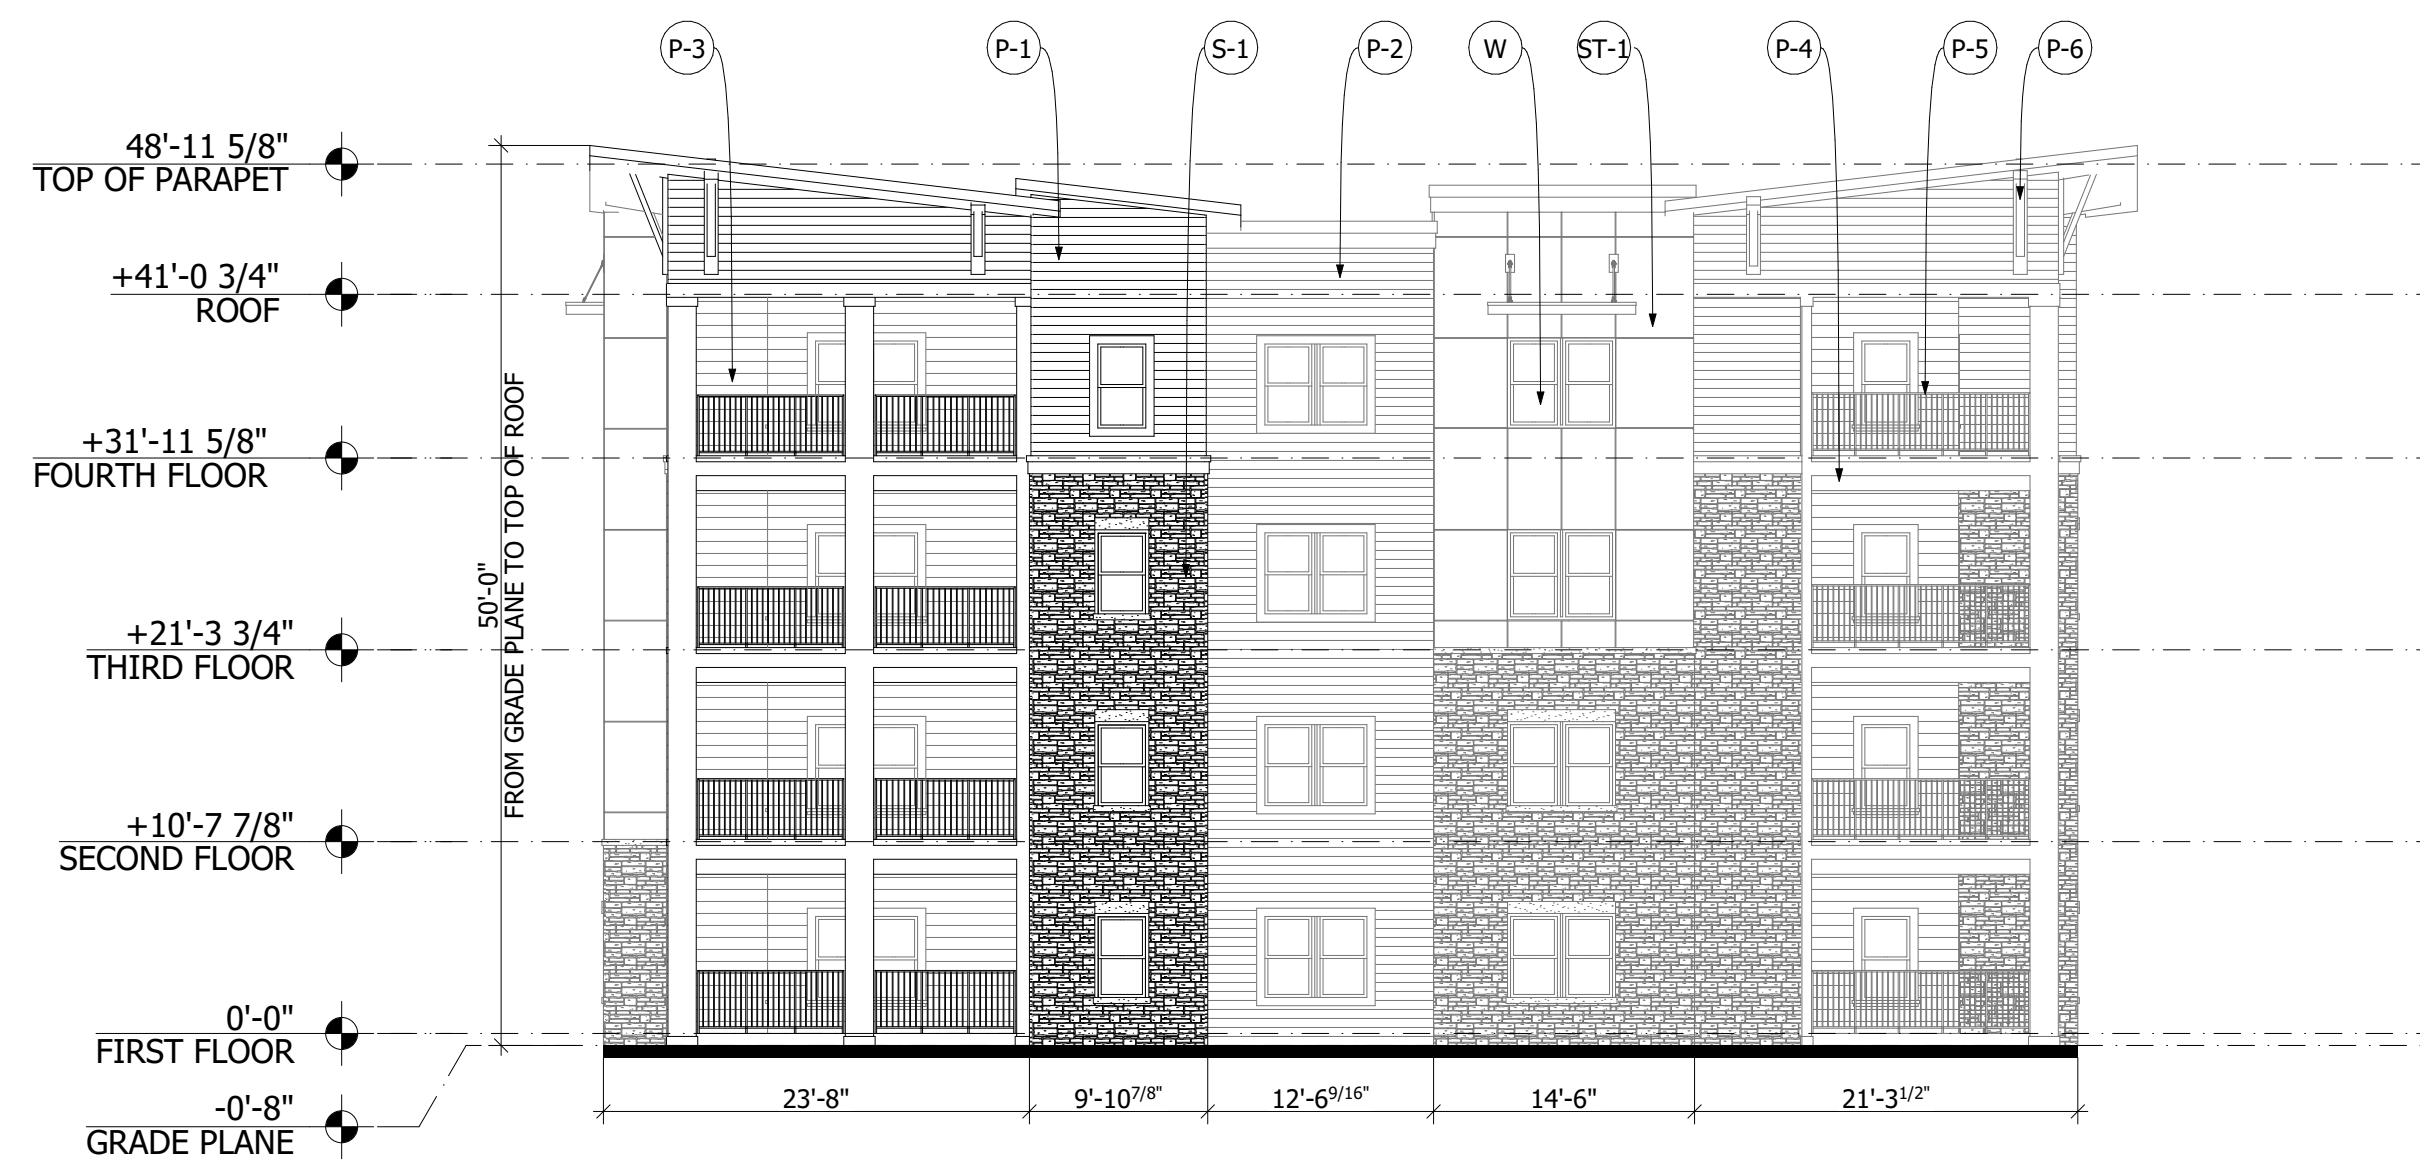 P-3 P-1 S-1 P-2 W ST-1 P-4 P-5 P-6
48'-11 5/8"
TOP OF PARAPET
+41'-0 3/4"
ROOF
+31'-11 5/8"
FOURTH FLOOR
50'-0"
FROM GRADE PLANE TO TOP OF ROOF
+21'-3 3/4"
THIRD FLOOR
+10'-7 7/8"
SECOND FLOOR
0'-0"
FIRST FLOOR
-0'-8"
GRADE PLANE
23'-8" 9'-10 7/8" 12'-6 9/16" 14'-6" 21'-3 1/2"